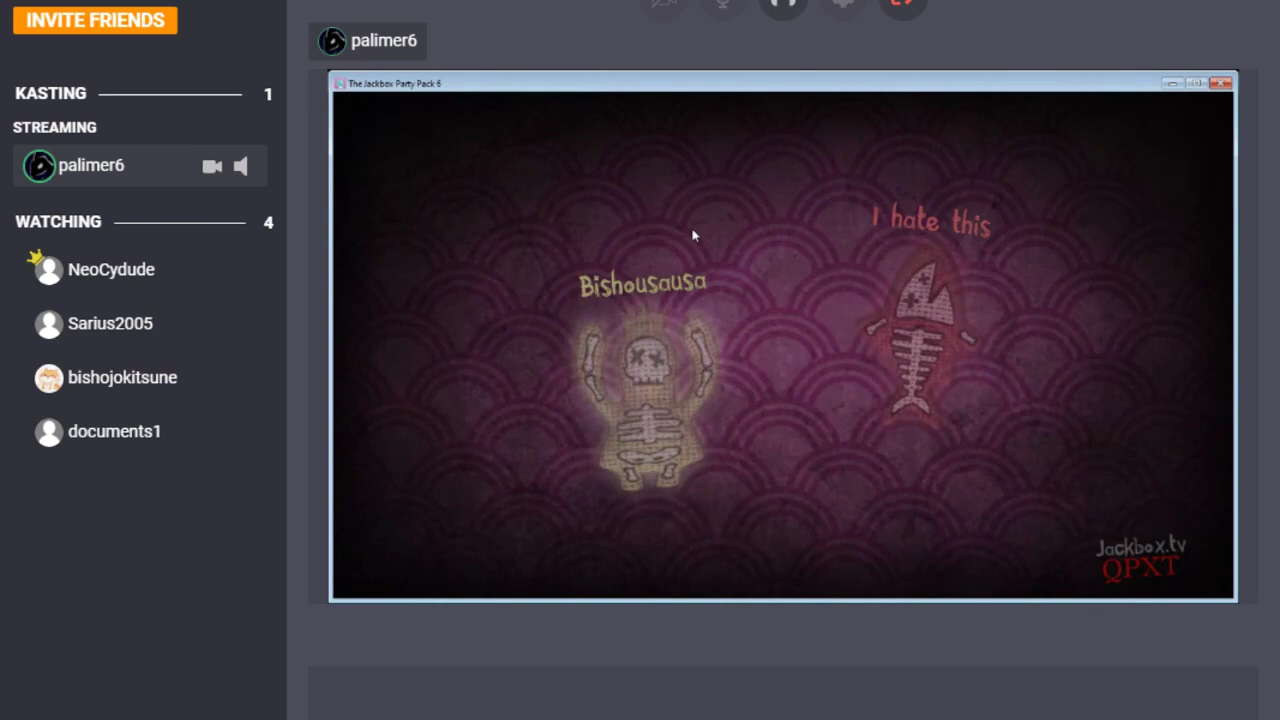 INVITE FRIENDS
KASTING 1
STREAMING
palimer6
WATCHING 4
NeoCydude
Sarius2005
bishojokitsune
documents1
palimer6
The Jackbox Party Pack 6
I hate this
Bishousausa
Jackbox.tv
QPXT